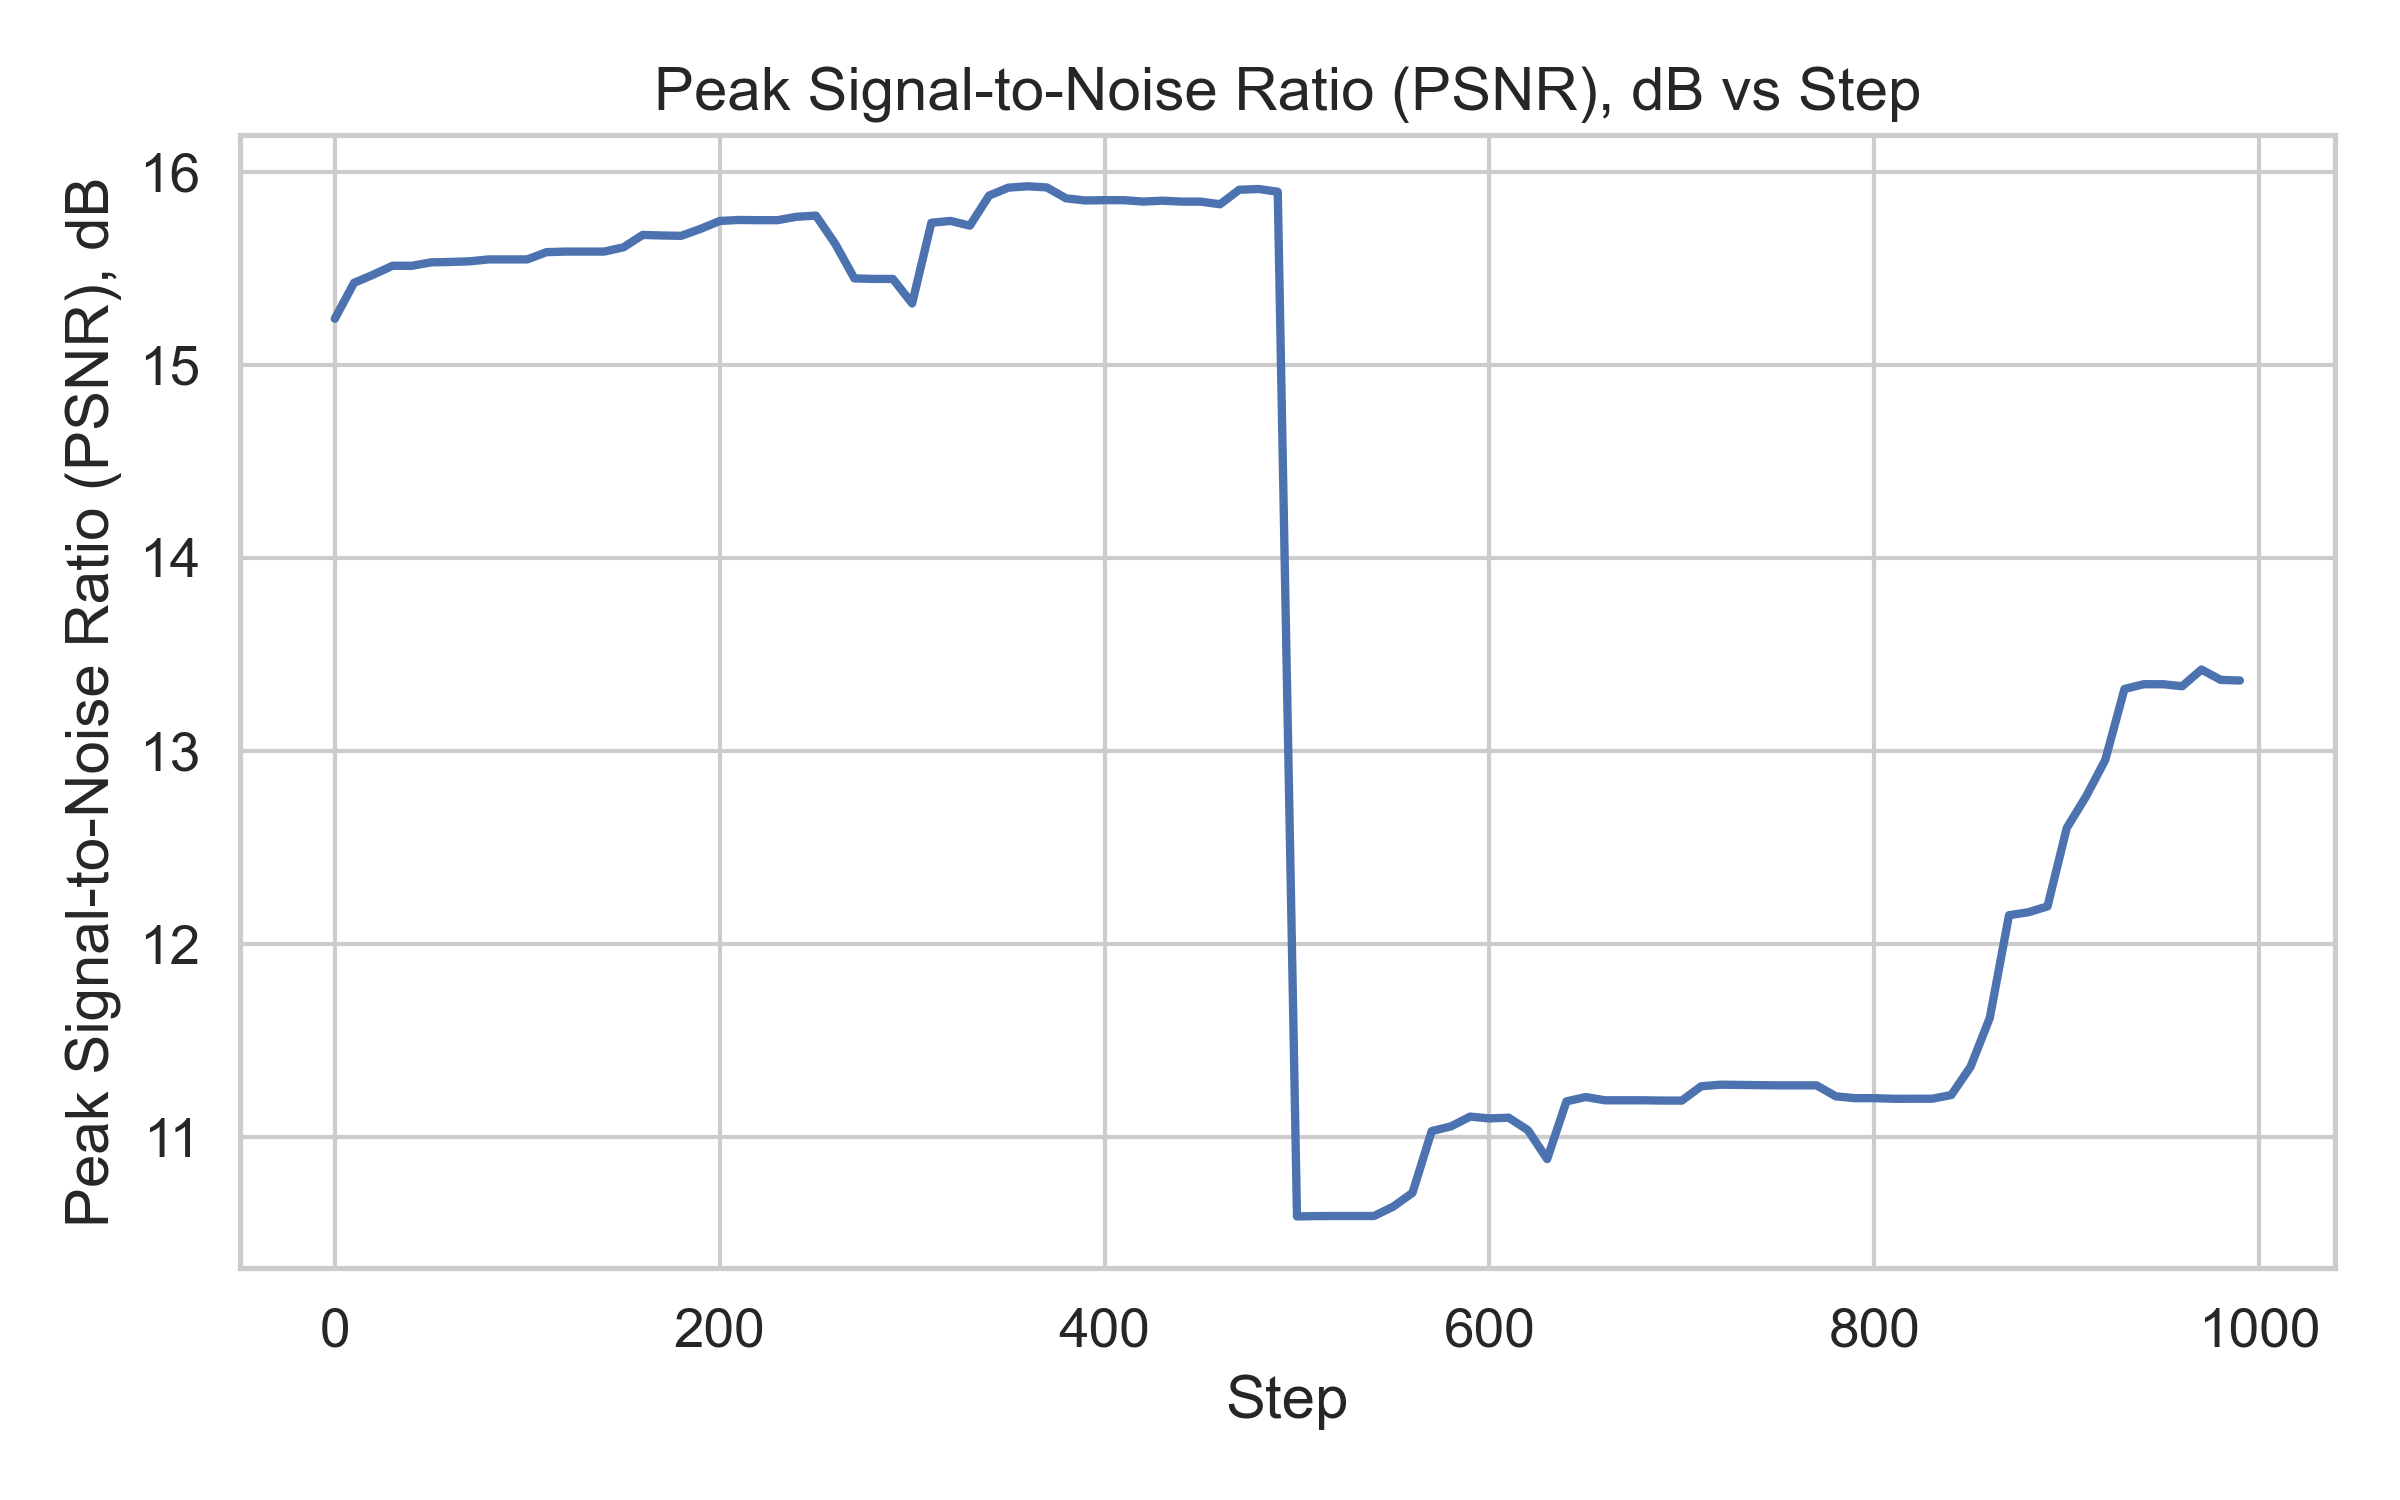 Peak Signal-to-Noise Ratio (PSNR), dB vs Step
Peak Signal-to-Noise Ratio (PSNR), dB
16
15
14
13
12
11
0 200 400 600 800 1000
Step